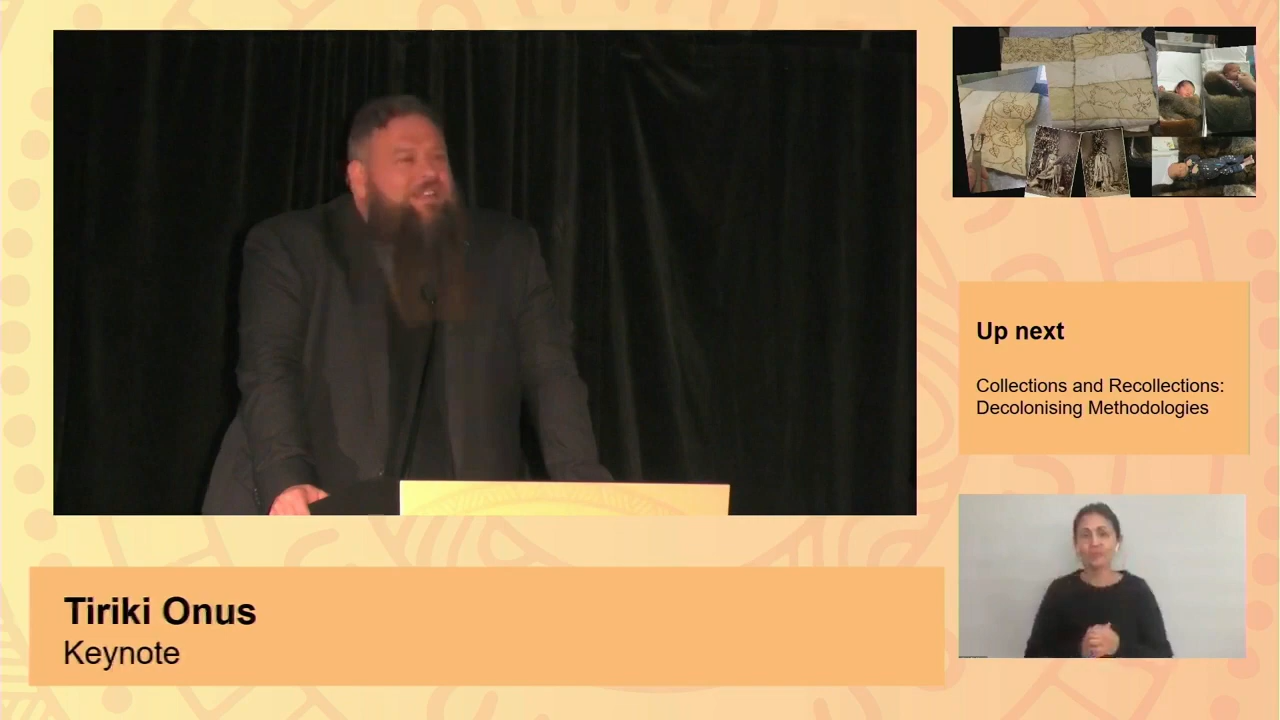 Up next
Collections and Recollections:
Decolonising Methodologies
Tiriki Onus
Keynote